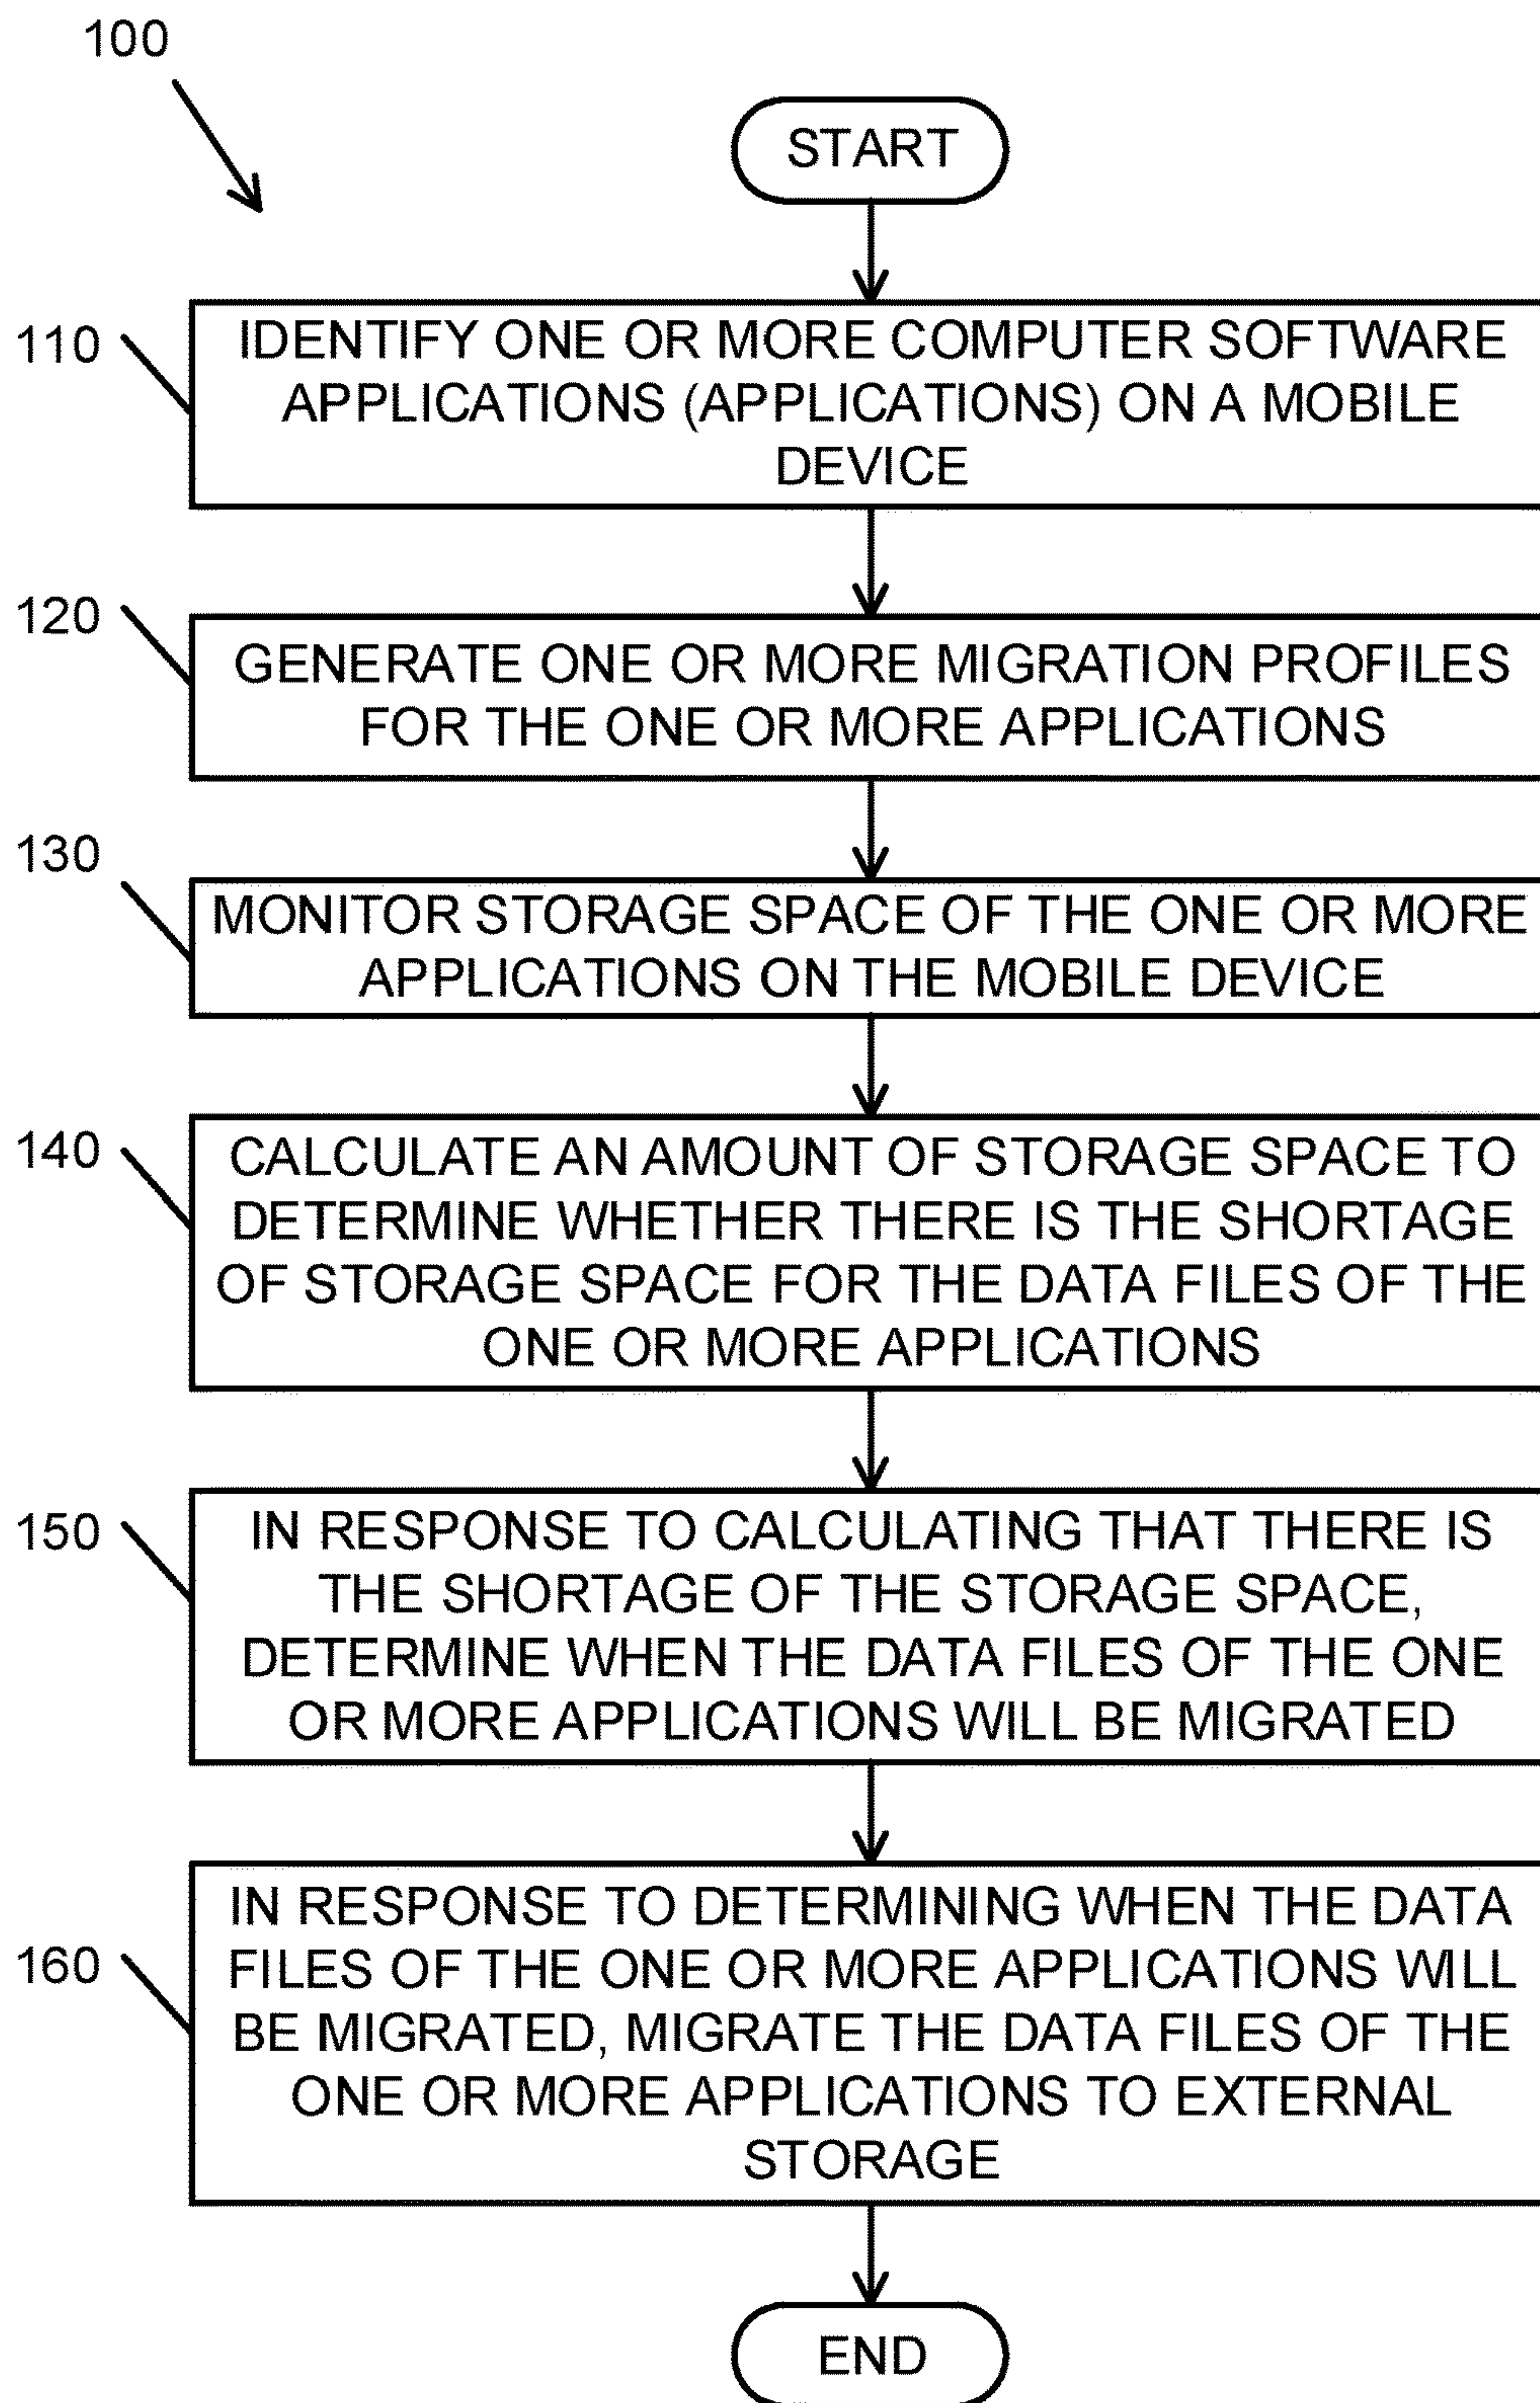 100
START
110
IDENTIFY ONE OR MORE COMPUTER SOFTWARE
APPLICATIONS (APPLICATIONS) ON A MOBILE
DEVICE
120
GENERATE ONE OR MORE MIGRATION PROFILES
FOR THE ONE OR MORE APPLICATIONS
130
MONITOR STORAGE SPACE OF THE ONE OR MORE
APPLICATIONS ON THE MOBILE DEVICE
140
CALCULATE AN AMOUNT OF STORAGE SPACE TO
DETERMINE WHETHER THERE IS THE SHORTAGE
OF STORAGE SPACE FOR THE DATA FILES OF THE
ONE OR MORE APPLICATIONS
150
IN RESPONSE TO CALCULATING THAT THERE IS
THE SHORTAGE OF THE STORAGE SPACE,
DETERMINE WHEN THE DATA FILES OF THE ONE
OR MORE APPLICATIONS WILL BE MIGRATED
160
IN RESPONSE TO DETERMINING WHEN THE DATA
FILES OF THE ONE OR MORE APPLICATIONS WILL
BE MIGRATED, MIGRATE THE DATA FILES OF THE
ONE OR MORE APPLICATIONS TO EXTERNAL
STORAGE
END